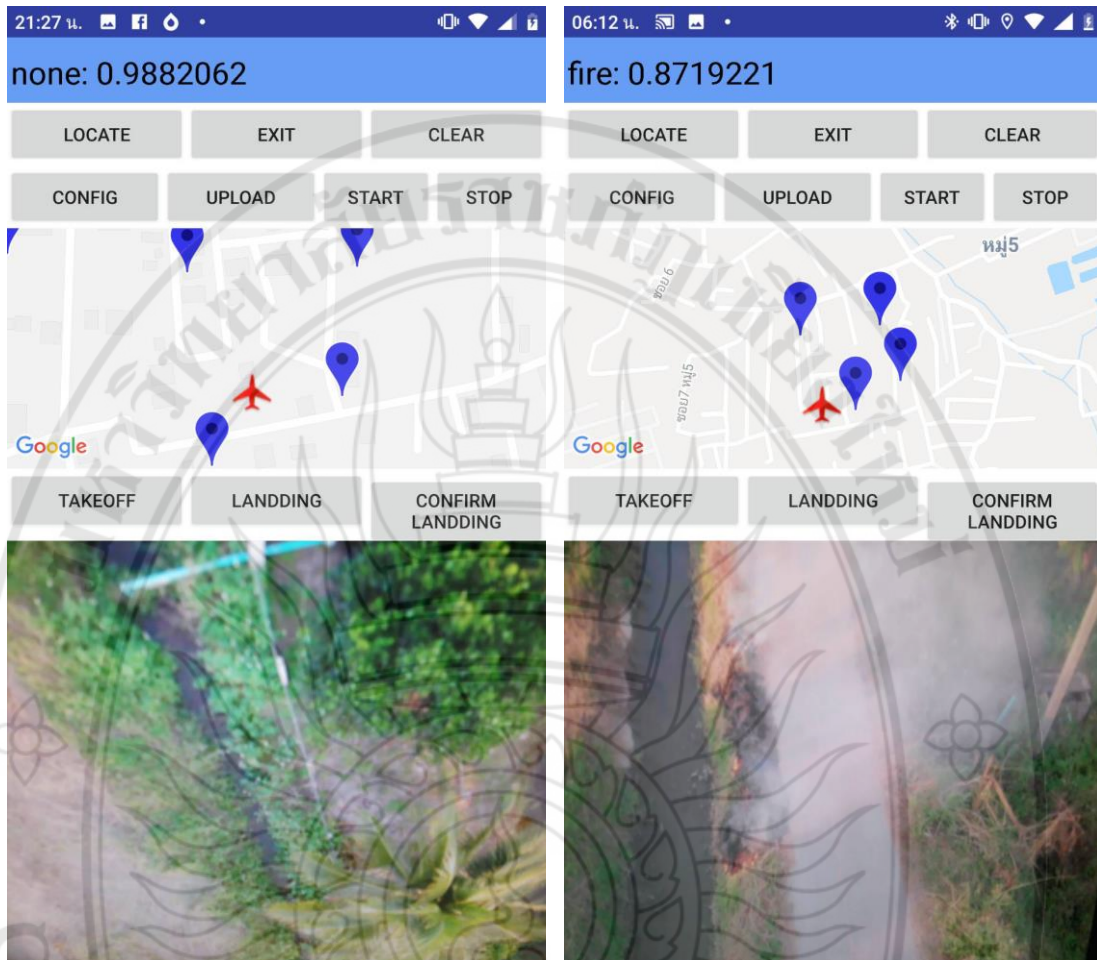 21:27 น.
none: 0.9882062
LOCATE EXIT CLEAR
CONFIG UPLOAD START STOP
Google
TAKEOFF LANDDING CONFIRM
LANDDING
06:12 น.
fire: 0.8719221
LOCATE EXIT CLEAR
CONFIG UPLOAD START STOP
หมู่5
ซอย 6
ซอย7 หมู่5
Google
TAKEOFF LANDDING CONFIRM
LANDDING